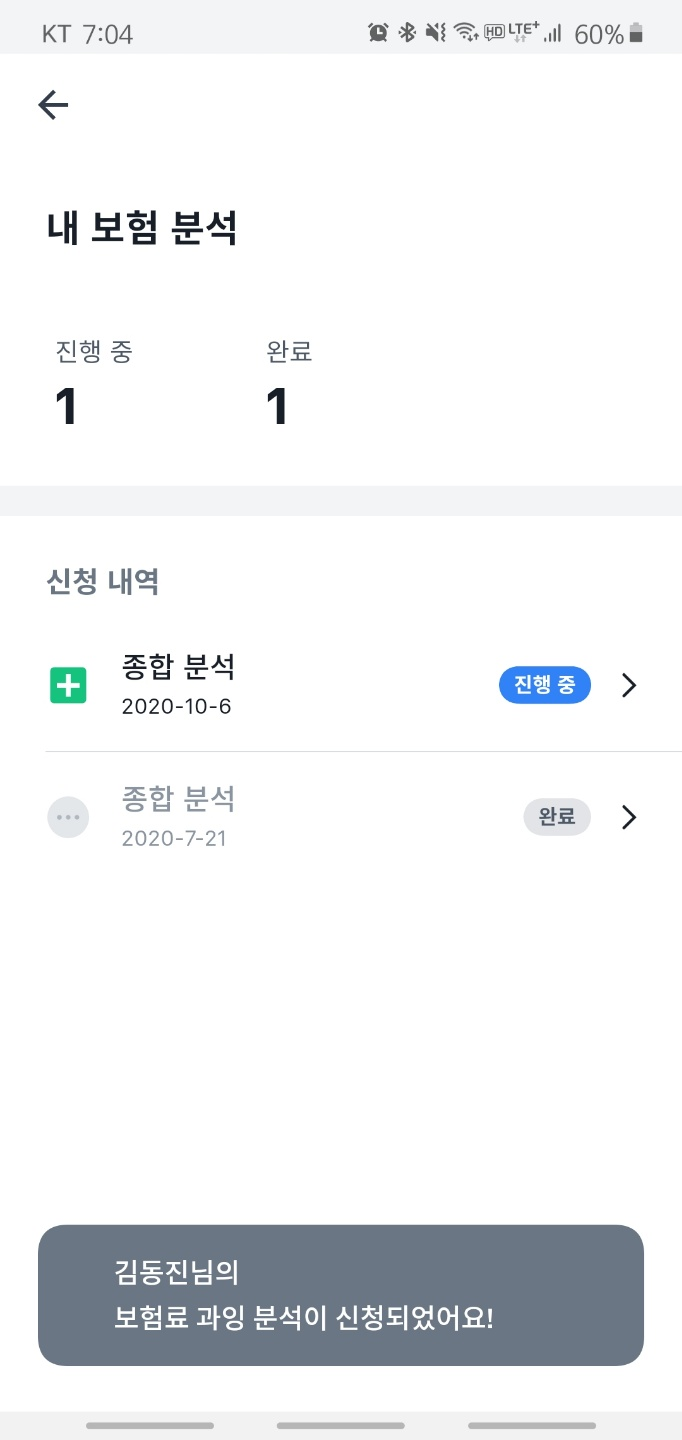 KT 7:04 HD LTE+ 60%
내 보험 분석
진행 중 완료
1 1
신청 내역
종합 분석
2020-10-6
진행 중
종합 분석
2020-7-21
완료
김동진님의
보험료 과잉 분석이 신청되었어요!